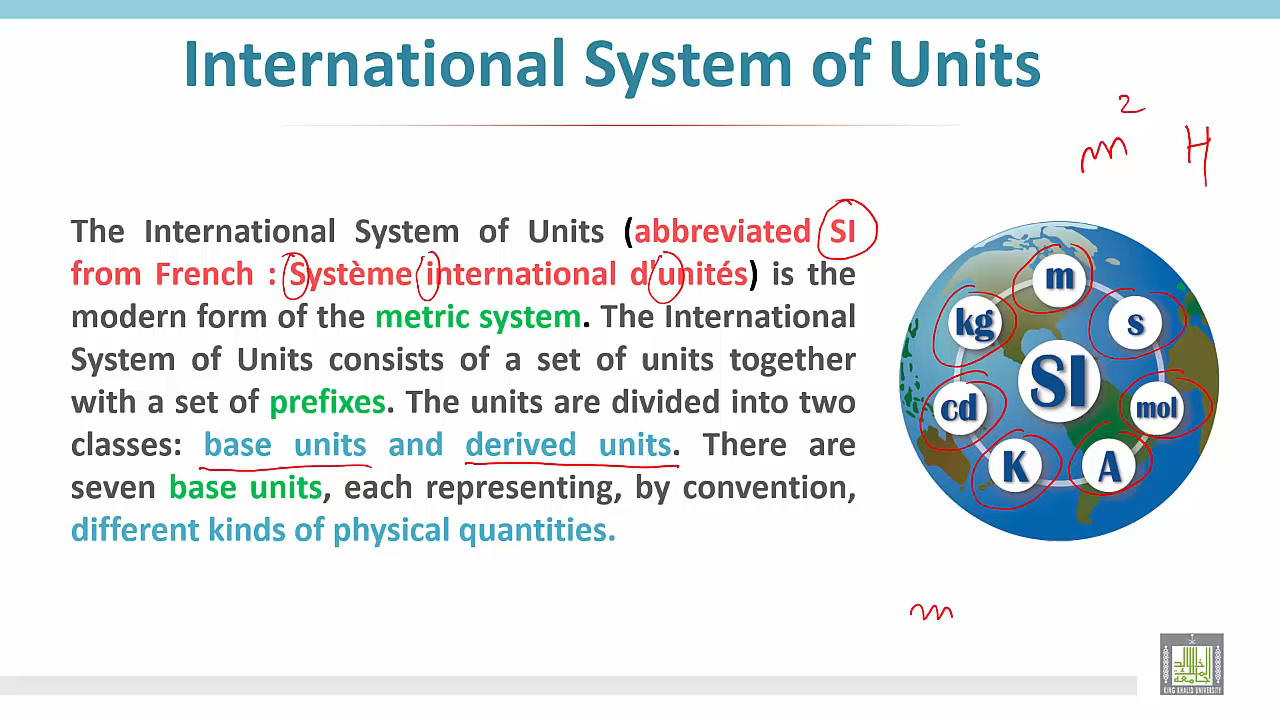 International System of Units
m² H
The International System of Units (abbreviated SI
from French : Système international d'unités) is the
modern form of the metric system. The International
System of Units consists of a set of units together
with a set of prefixes. The units are divided into two
classes: base units and derived units. There are
seven base units, each representing, by convention,
different kinds of physical quantities.
m
kg
s
SI
cd
mol
K
A
m
KING KHALID UNIVERSITY